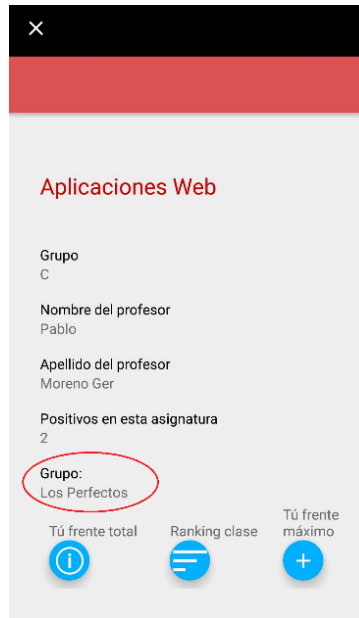 Aplicaciones Web
Grupo
C
Nombre del profesor
Pablo
Apellido del profesor
Moreno Ger
Positivos en esta asignatura
2
Grupo:
Los Perfectos
Tú frente total
Ranking clase
Tú frente
máximo